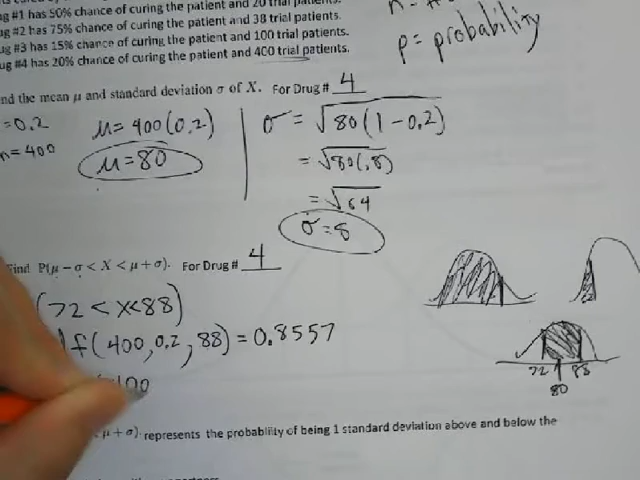 ug #1 has 50% chance of curing the patient and 20 trial patients.
ug #2 has 75% chance of curing the patient and 38 trial patients.
ug #3 has 15% chance of curing the patient and 100 trial patients.
ug #4 has 20% chance of curing the patient and 400 trial patients.
p = probability
nd the mean μ and standard deviation σ of X. For Drug # 4
= 0.2
n = 400
μ = 400(0.2)
μ = 80
σ = √80(1 − 0.2)
= √80(.8)
= √64
σ = 8
Find P(μ − σ < X < μ + σ). For Drug # 4
(72 < X < 88)
f(400, 0.2, 88) = 0.8557
400
72 88
80
< μ + σ) represents the probability of being 1 standard deviation above and below the